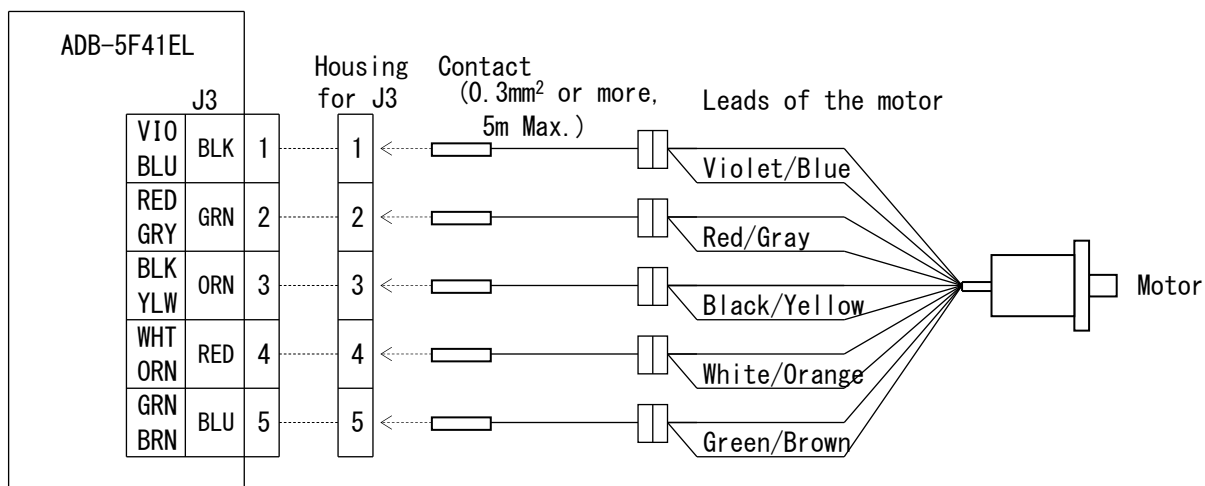 ADB-5F41EL
Housing for J3
Contact
(0.3mm² or more,
5m Max.)
Leads of the motor
J3
VIO BLU BLK 1 1 Violet/Blue
RED GRY GRN 2 2 Red/Gray
BLK YLW ORN 3 3 Black/Yellow
Motor
WHT ORN RED 4 4 White/Orange
GRN BRN BLU 5 5 Green/Brown